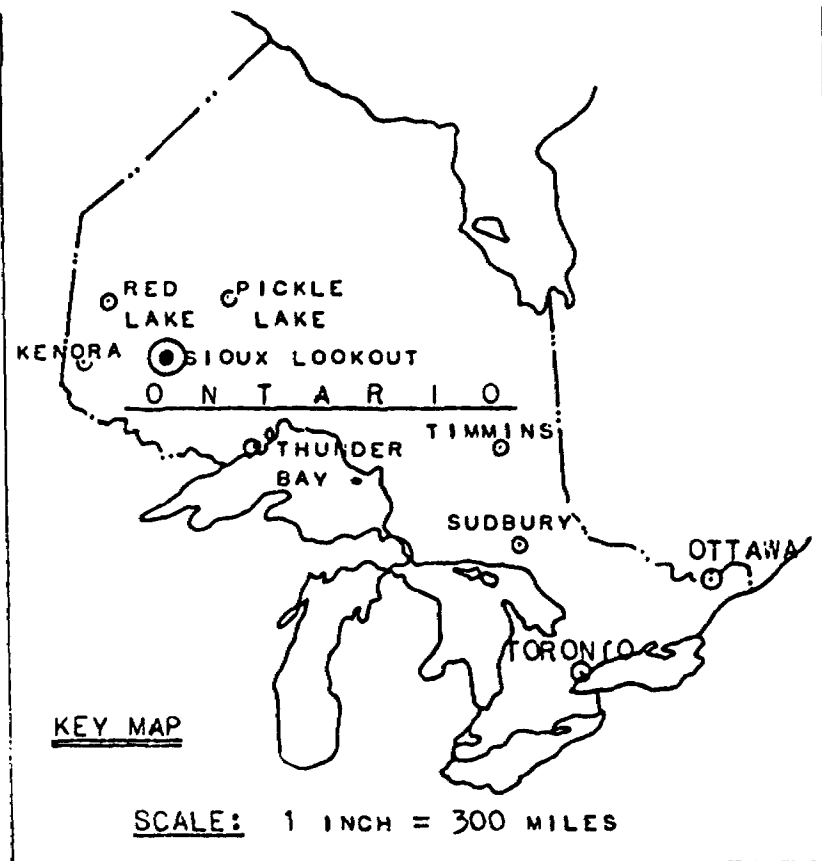 RED LAKE
PICKLE LAKE
KENORA
SIOUX LOOKOUT
ONTARIO
TIMMINS
THUNDER BAY
SUDBURY
OTTAWA
TORONTO
KEY MAP
SCALE: 1 INCH = 300 MILES